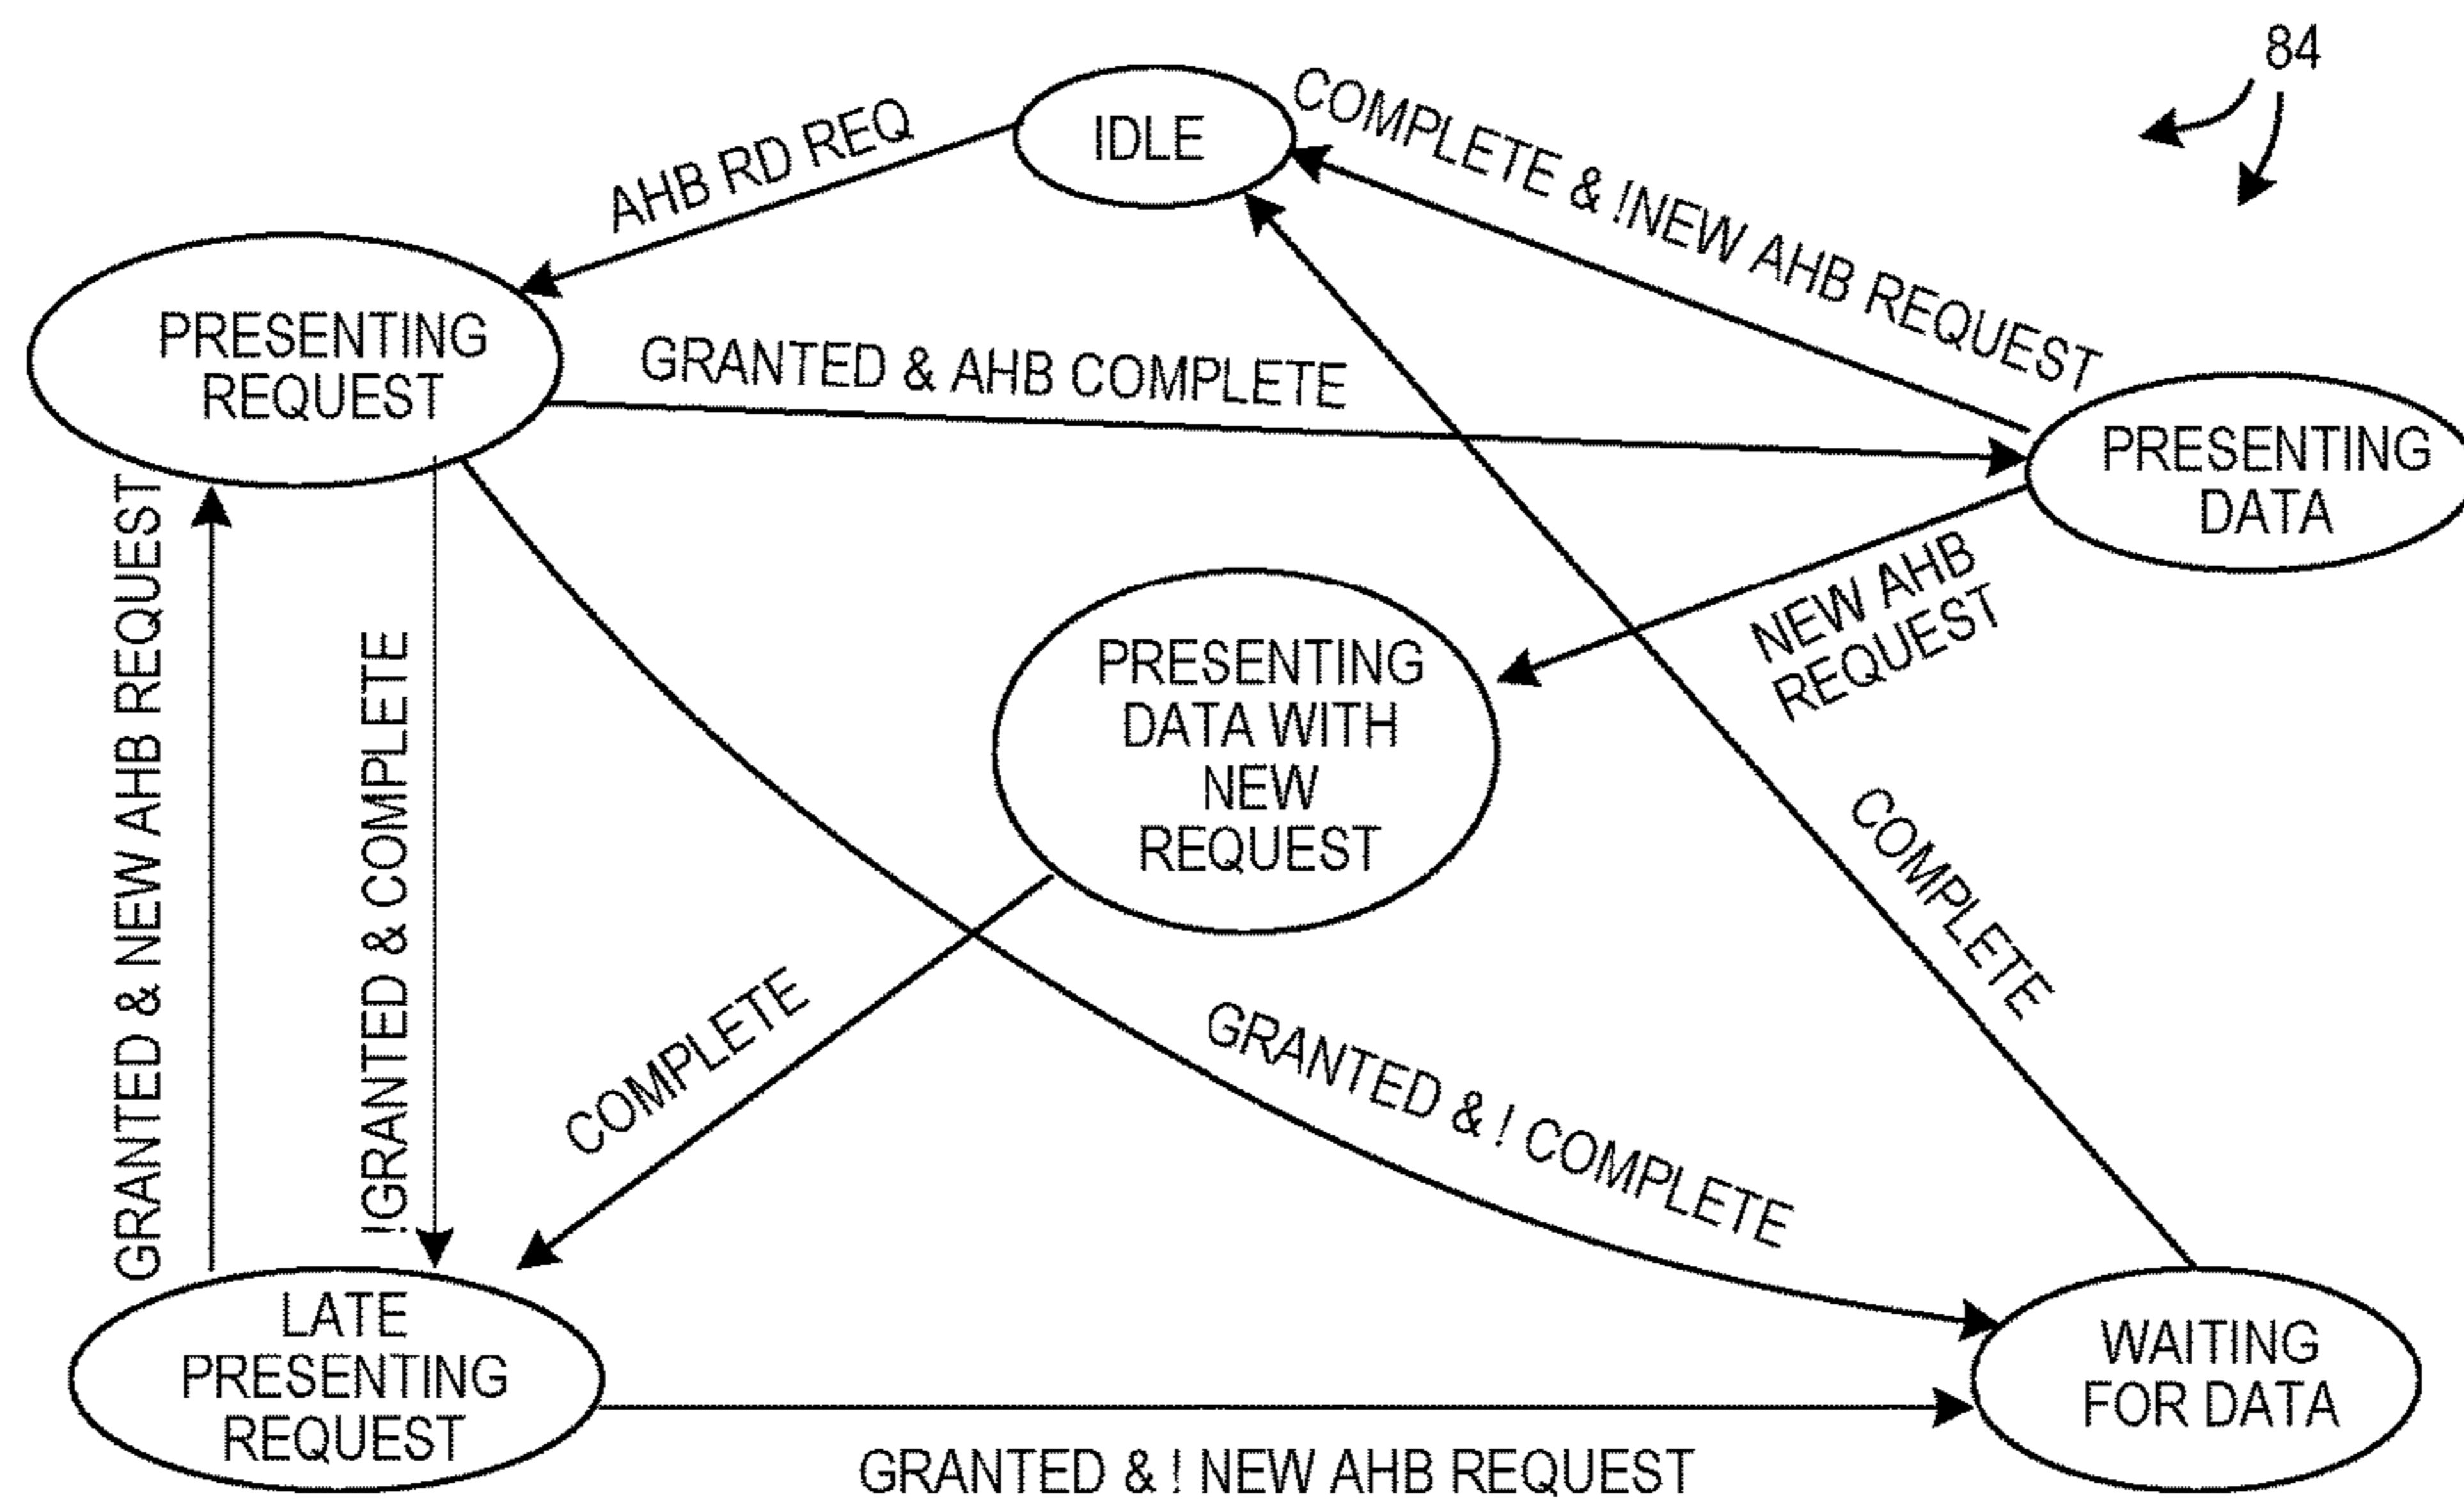 84
IDLE
COMPLETE & !NEW AHB REQUEST
AHB RD REQ
PRESENTING
REQUEST
GRANTED & AHB COMPLETE
PRESENTING
DATA
NEW AHB
REQUEST
PRESENTING
DATA WITH
NEW
REQUEST
GRANTED & NEW AHB REQUEST
!GRANTED & COMPLETE
COMPLETE
COMPLETE
GRANTED & ! COMPLETE
LATE
PRESENTING
REQUEST
WAITING
FOR DATA
GRANTED & ! NEW AHB REQUEST